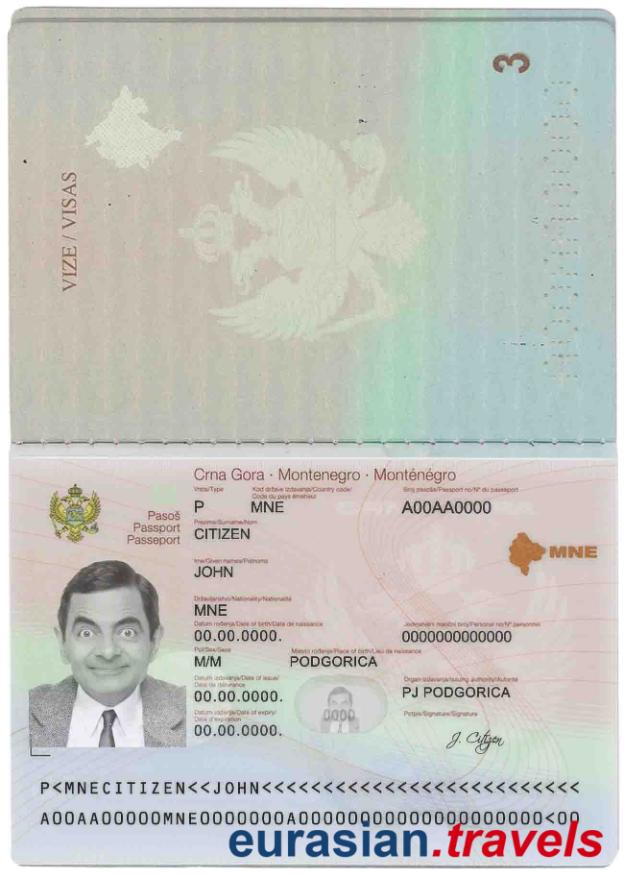 3
VIZE / VISAS
Crna Gora · Montenegro · Monténégro
Pasoš
Passport
Passeport
Vrsta/Type
Kod države izdavanja/Country code/
Code du pays émetteur
Broj pasoša/Passport no/N° du passeport
P MNE A00AA0000
Prezime/Surname/Nom
CITIZEN
MNE
Ime/Given names/Prénoms
JOHN
Državljanstvo/Nationality/Nationalité
MNE
Datum rođenja/Date of birth/Date de naissance
Jedinstveni matični broj/Personal no/N° personnel
00.00.0000. 0000000000000
Pol/Sex/Sexe
Mjesto rođenja/Place of birth/Lieu de naissance
M/M PODGORICA
Datum izdavanja/Date of issue/
Date de délivrance
Organ izdavanja/Issuing authority/Autorité
00.00.0000. PJ PODGORICA
0000
Datum isteka/Date of expiry/
Date d'expiration
Potpis/Signature/Signature
00.00.0000.
J. Citizen
P<MNECITIZEN<<JOHN<<<<<<<<<<<<<<<<<<<<<<<<<<
A00AA00000MNE0000000A00000000000000000000<00
eurasian.travels